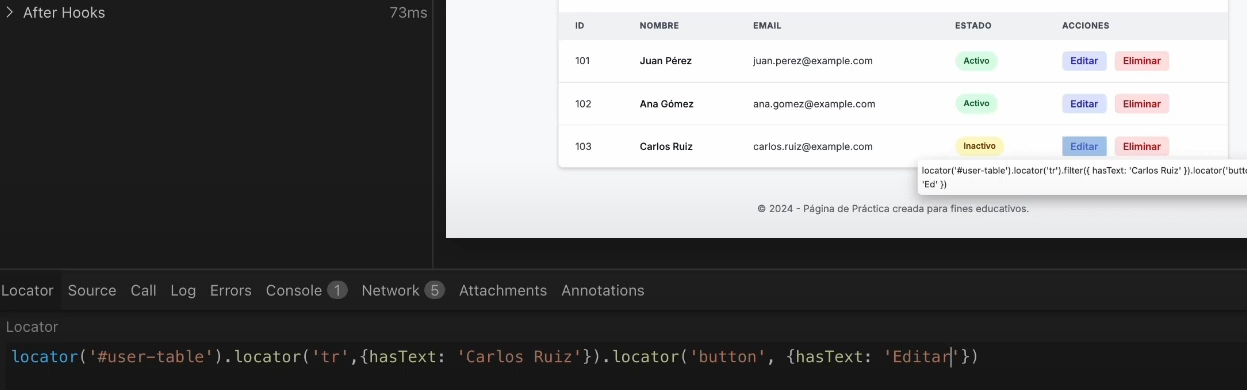 After Hooks 73ms
ID NOMBRE EMAIL ESTADO ACCIONES
101 Juan Pérez juan.perez@example.com Activo Editar Eliminar
102 Ana Gómez ana.gomez@example.com Activo Editar Eliminar
103 Carlos Ruiz carlos.ruiz@example.com Inactivo Editar Eliminar
locator('#user-table').locator('tr').filter({ hasText: 'Carlos Ruiz' }).locator('butto
'Ed' })
© 2024 - Página de Práctica creada para fines educativos.
Locator Source Call Log Errors Console 1 Network 5 Attachments Annotations
Locator
locator('#user-table').locator('tr',{hasText: 'Carlos Ruiz'}).locator('button', {hasText: 'Editar'})